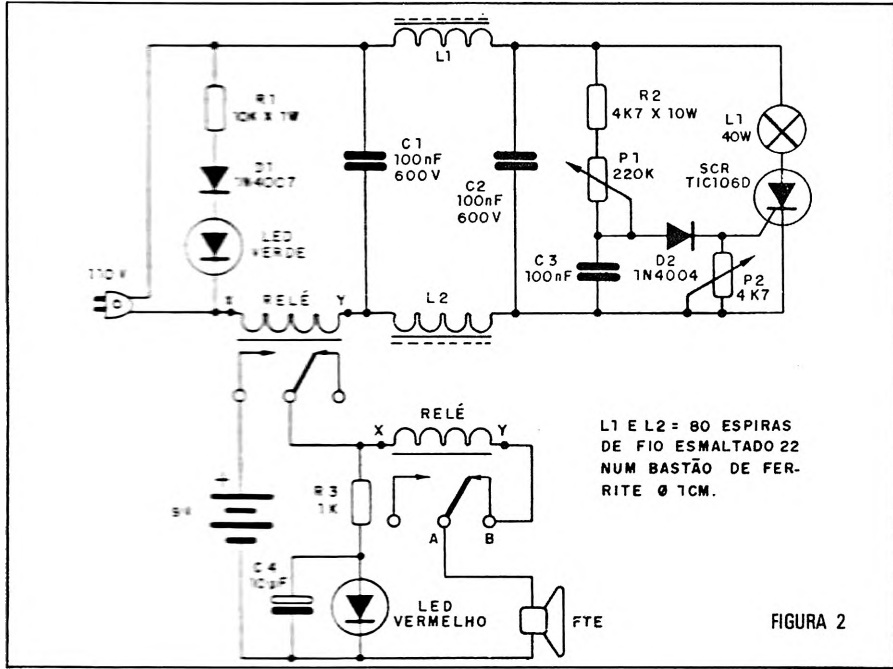 L1
R1
10K X 1W
D1
1N4007
LED
VERDE
110V
X
RELÉ
Y
C1
100nF
600V
L2
C2
100nF
600V
R2
4K7 X 10W
P1
220K
C3
100nF
D2
1N4004
L1
40W
SCR
TIC106D
P2
4K7
X
RELÉ
Y
+
9V
R3
1K
A
B
C4
10µF
LED
VERMELHO
FTE
L1 E L2 = 80 ESPIRAS
DE FIO ESMALTADO 22
NUM BASTÃO DE FER-
RITE Ø 1CM.
FIGURA 2